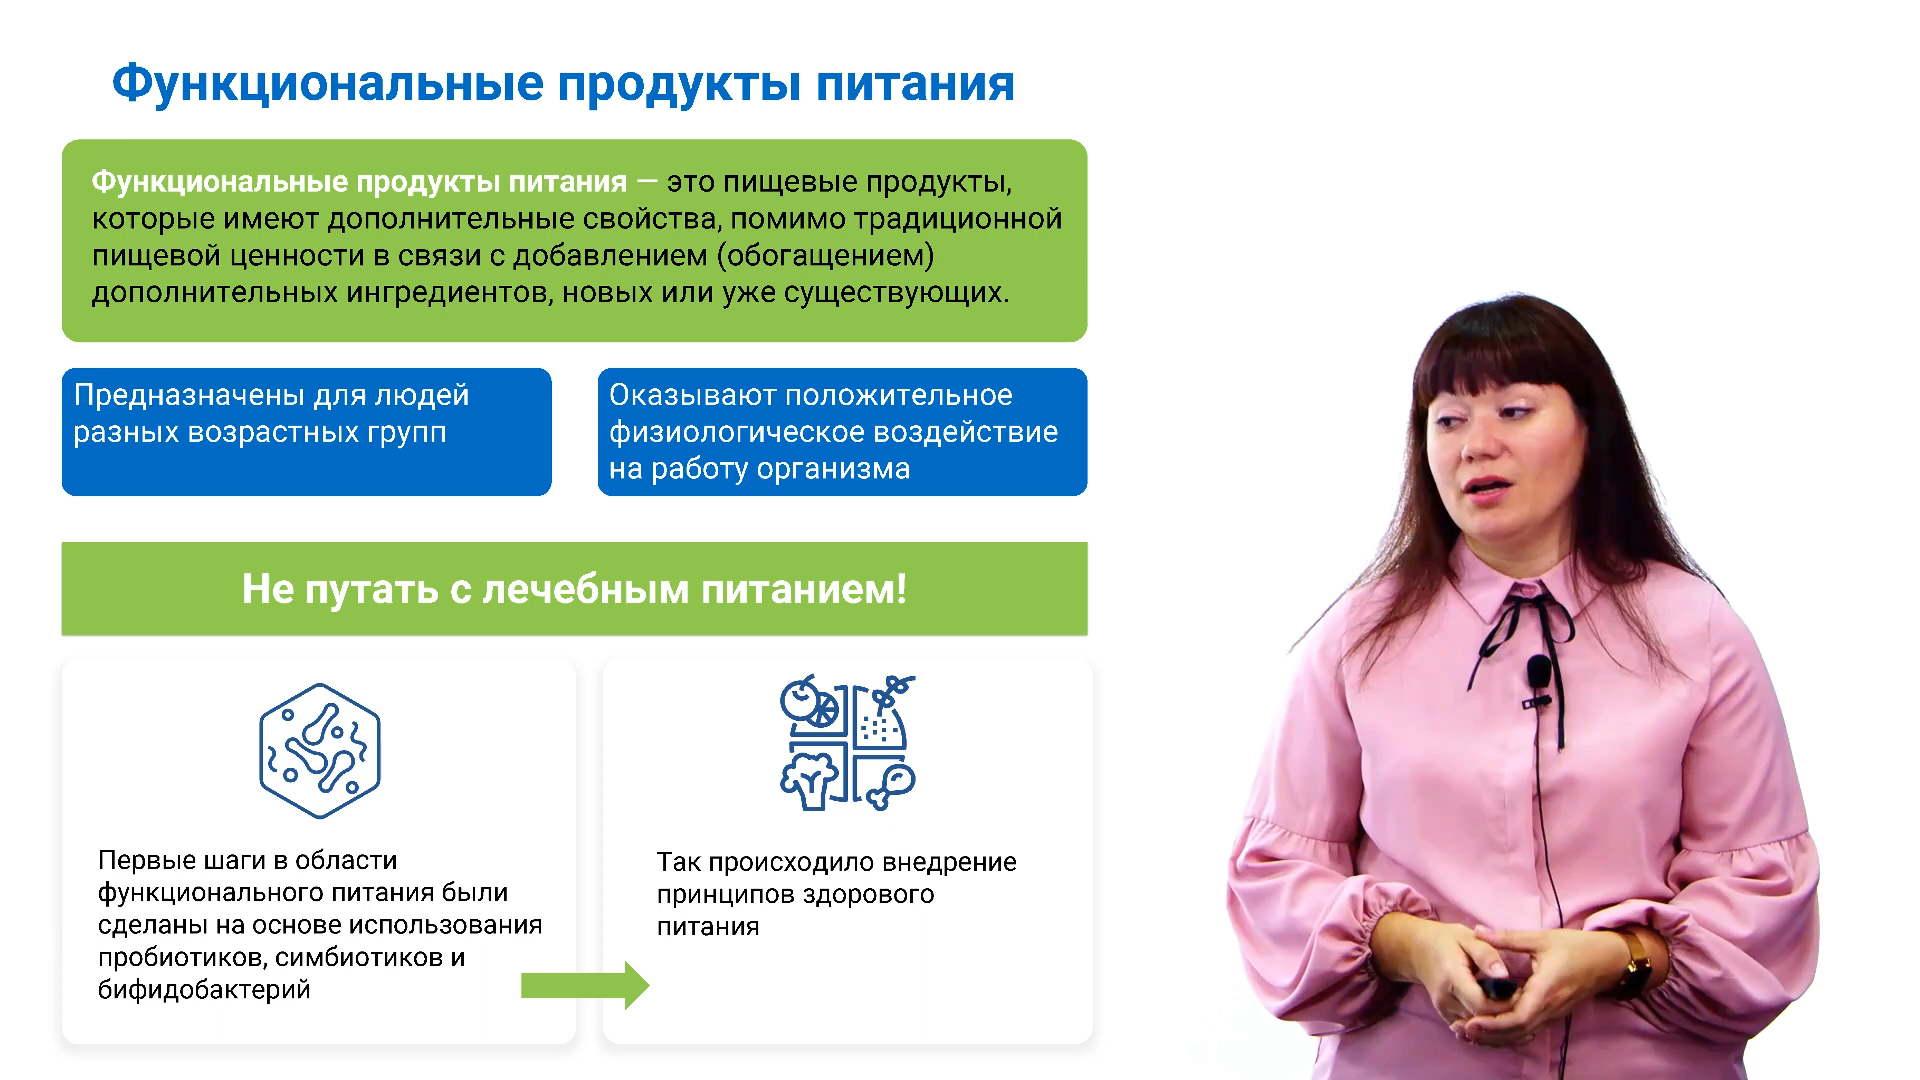 Функциональные продукты питания
Функциональные продукты питания — это пищевые продукты,
которые имеют дополнительные свойства, помимо традиционной
пищевой ценности в связи с добавлением (обогащением)
дополнительных ингредиентов, новых или уже существующих.
Предназначены для людей
разных возрастных групп
Оказывают положительное
физиологическое воздействие
на работу организма
Не путать с лечебным питанием!
Первые шаги в области
функционального питания были
сделаны на основе использования
пробиотиков, симбиотиков и
бифидобактерий
Так происходило внедрение
принципов здорового
питания